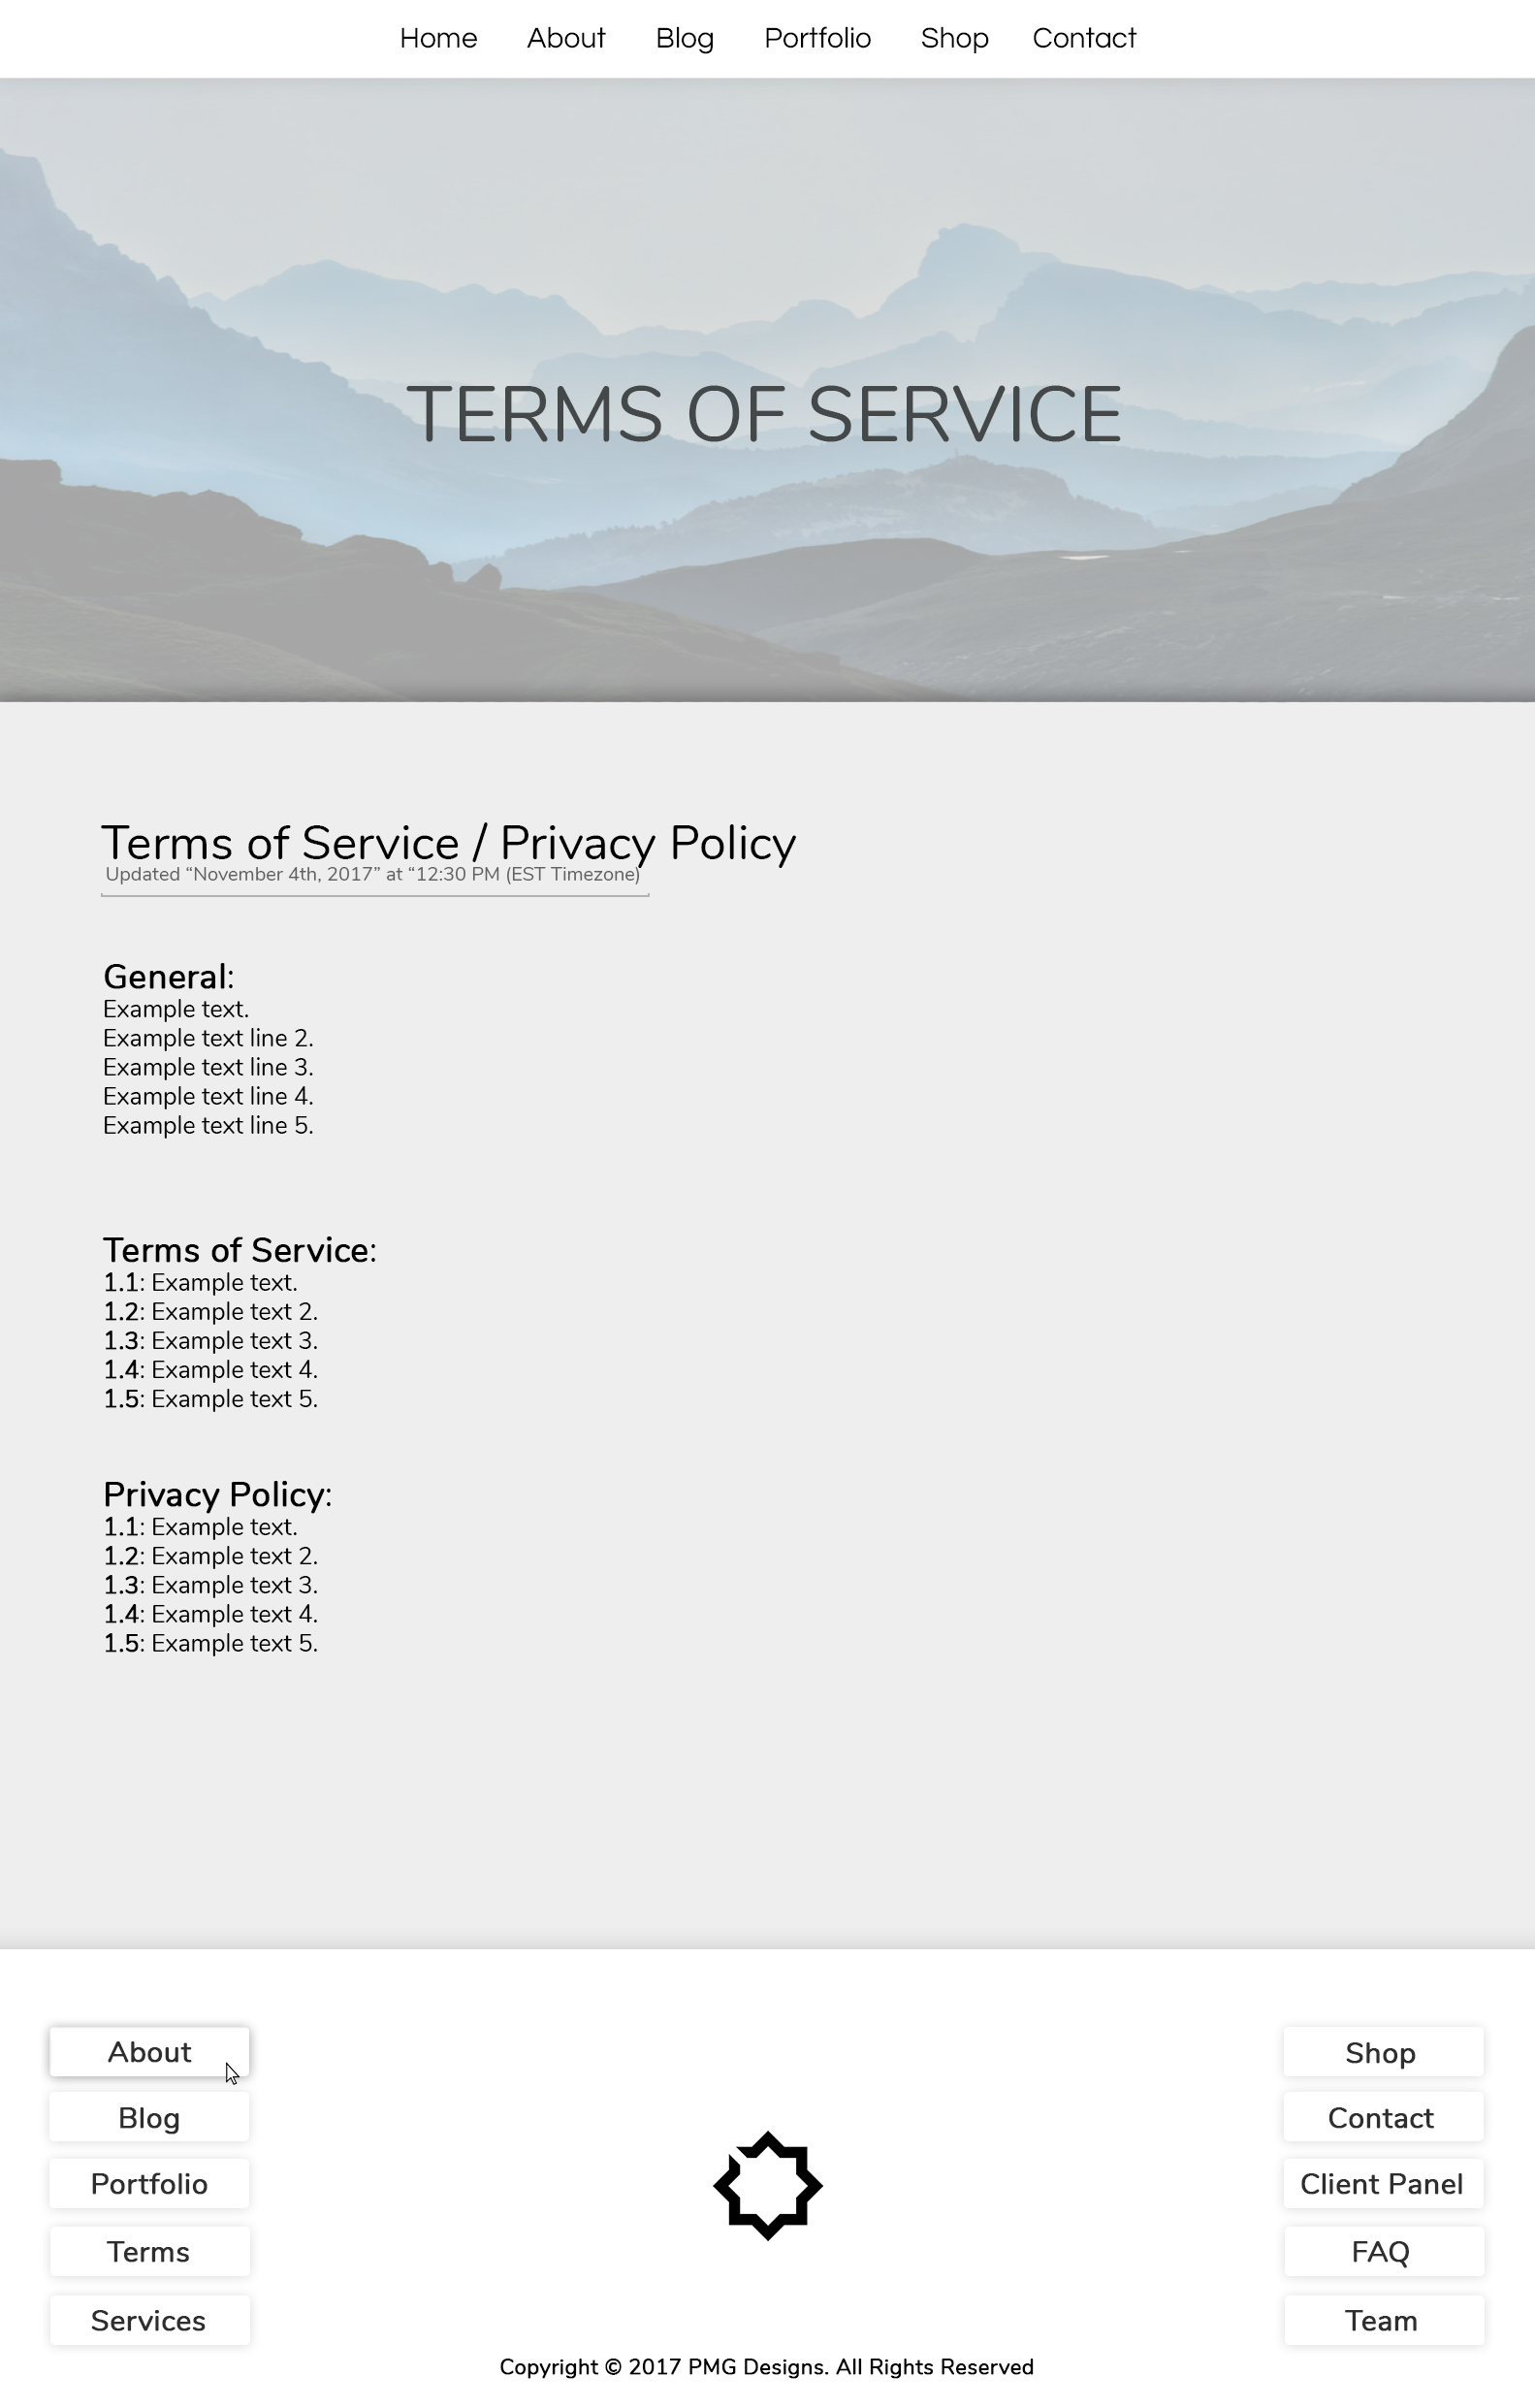 Home About Blog Portfolio Shop Contact
TERMS OF SERVICE
Terms of Service / Privacy Policy
Updated “November 4th, 2017” at “12:30 PM (EST Timezone)
General:
Example text.
Example text line 2.
Example text line 3.
Example text line 4.
Example text line 5.
Terms of Service:
1.1: Example text.
1.2: Example text 2.
1.3: Example text 3.
1.4: Example text 4.
1.5: Example text 5.
Privacy Policy:
1.1: Example text.
1.2: Example text 2.
1.3: Example text 3.
1.4: Example text 4.
1.5: Example text 5.
About
Blog
Portfolio
Terms
Services
Shop
Contact
Client Panel
FAQ
Team
Copyright © 2017 PMG Designs. All Rights Reserved